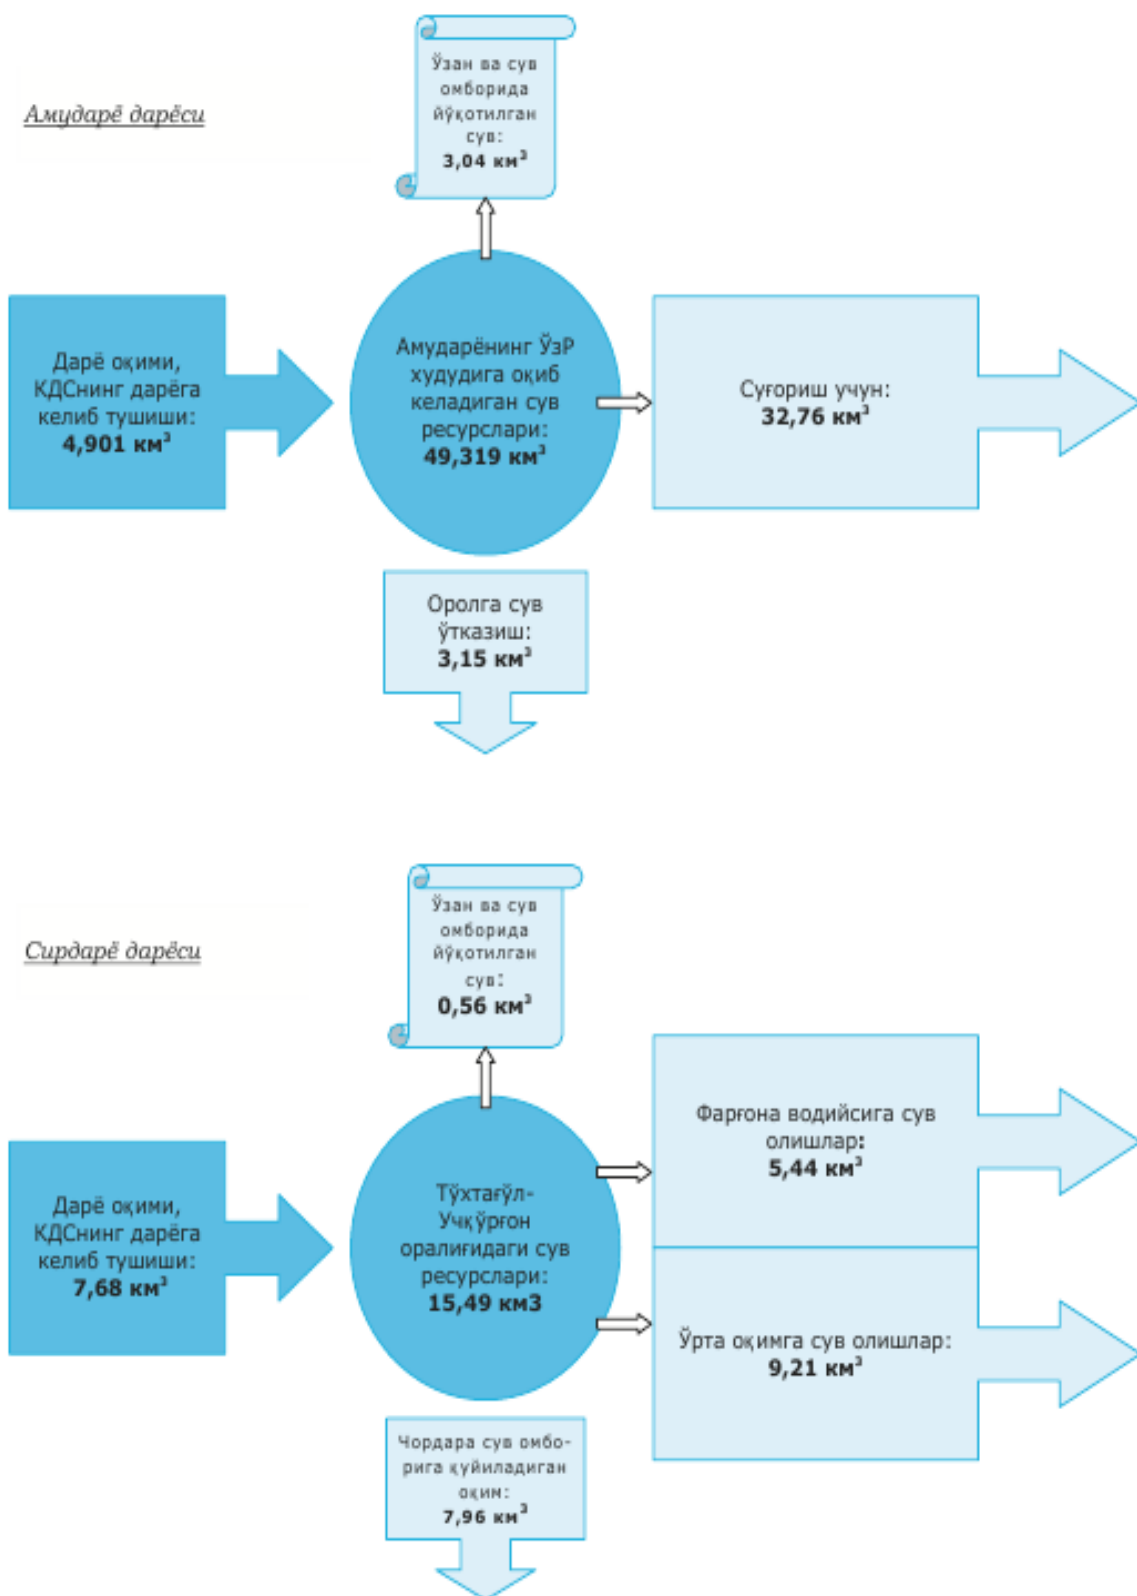 Амударё дарёси
Ўзан ва сув
омборида
йўқотилган
сув:
3,04 км³
Дарё оқими,
КДСнинг дарёга
келиб тушиши:
4,901 км³
Амударёнинг ЎзР
худудига оқиб
келадиган сув
ресурслари:
49,319 км³
Суғориш учун:
32,76 км³
Оролга сув
ўтказиш:
3,15 км³
Сирдарё дарёси
Ўзан ва сув
омборида
йўқотилган
сув:
0,56 км³
Дарё оқими,
КДСнинг дарёга
келиб тушиши:
7,68 км³
Тўхтағўл-
Учқўрғон
оралиғидаги сув
ресурслари:
15,49 км3
Фарғона водийсига сув
олишлар:
5,44 км³
Ўрта оқимга сув олишлар:
9,21 км³
Чордара сув омбо-
рига қуйиладиган
оқим:
7,96 км³